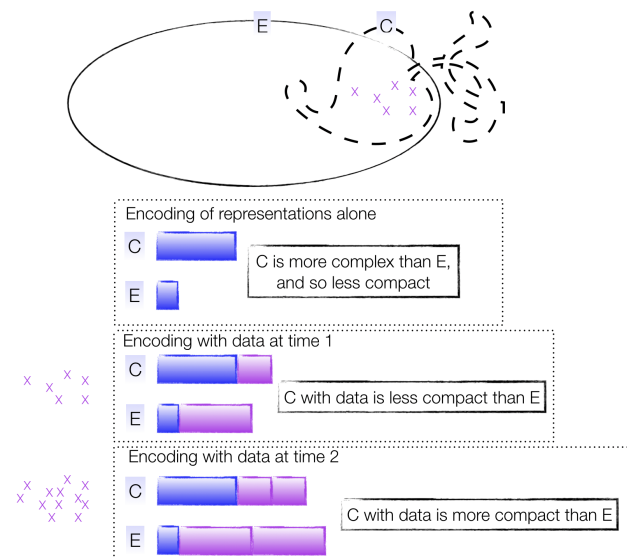 E
C
x x x x x x x
Encoding of representations alone
C
C is more complex than E,
and so less compact
E
Encoding with data at time 1
C
x x x x x x
C with data is less compact than E
E
Encoding with data at time 2
C
x x x x x x x x x x x x
C with data is more compact than E
E